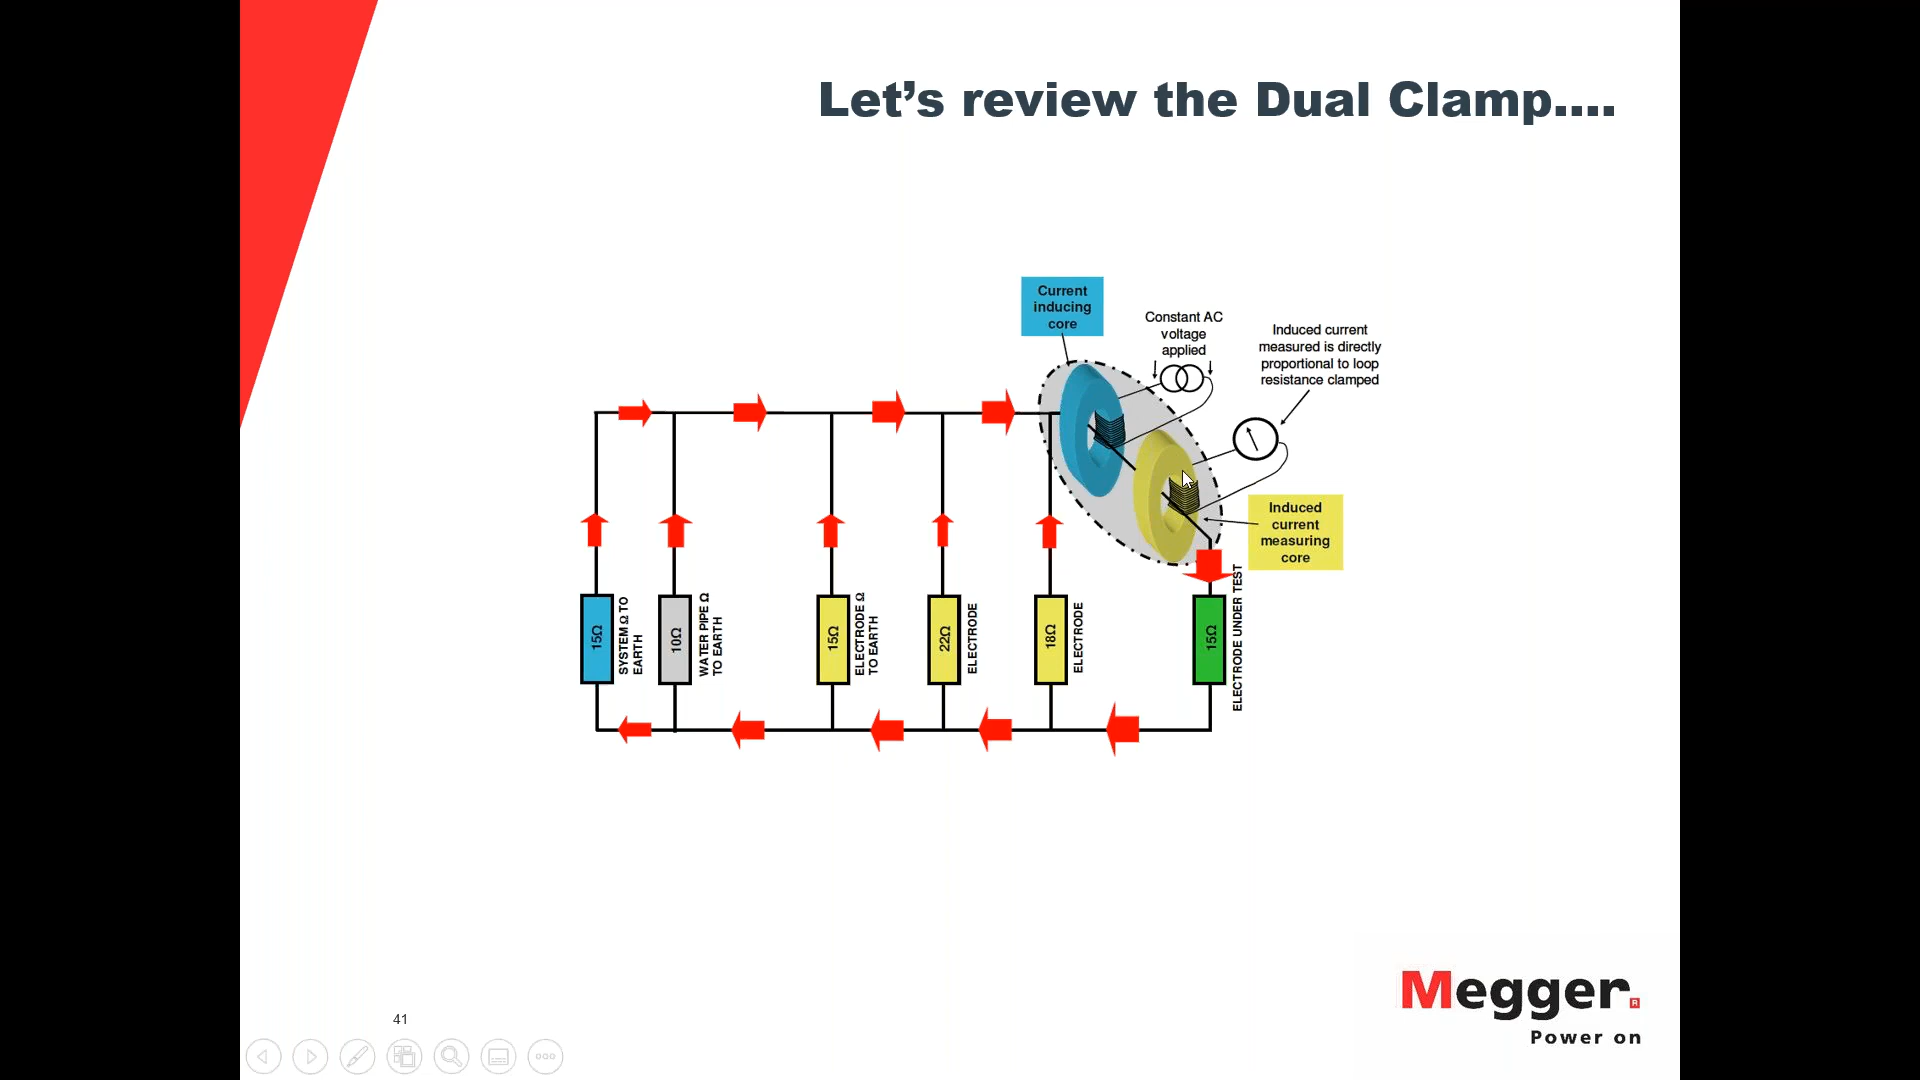 Let’s review the Dual Clamp....
Current
inducing
core
Constant AC
voltage
applied
Induced current
measured is directly
proportional to loop
resistance clamped
Induced
current
measuring
core
15Ω
SYSTEM Ω TO
EARTH
10Ω
WATER PIPE Ω
TO EARTH
15Ω
ELECTRODE Ω
TO EARTH
22Ω
ELECTRODE
18Ω
ELECTRODE
15Ω
ELECTRODE UNDER TEST
Megger.
R
Power on
41